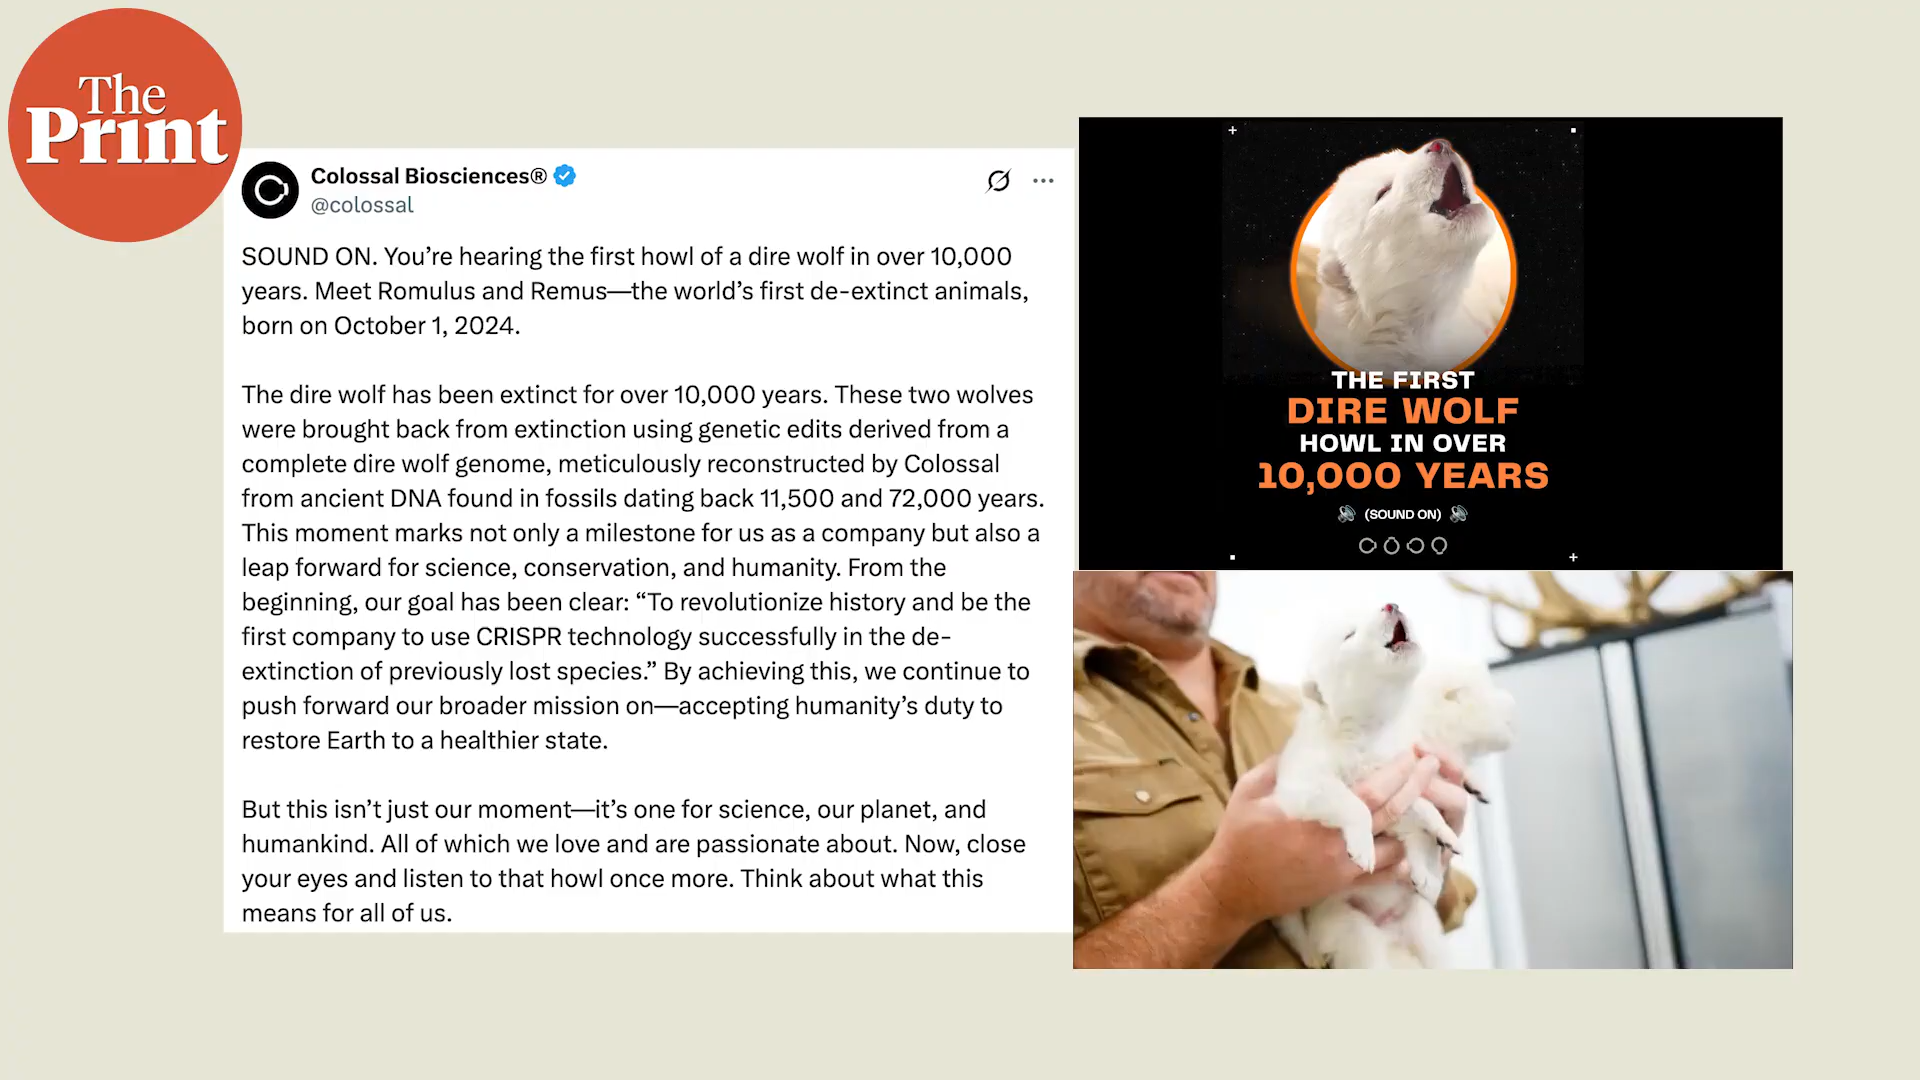 The
Print
Colossal Biosciences®
@colossal
SOUND ON. You’re hearing the first howl of a dire wolf in over 10,000
years. Meet Romulus and Remus—the world’s first de-extinct animals,
born on October 1, 2024.
The dire wolf has been extinct for over 10,000 years. These two wolves
were brought back from extinction using genetic edits derived from a
complete dire wolf genome, meticulously reconstructed by Colossal
from ancient DNA found in fossils dating back 11,500 and 72,000 years.
This moment marks not only a milestone for us as a company but also a
leap forward for science, conservation, and humanity. From the
beginning, our goal has been clear: “To revolutionize history and be the
first company to use CRISPR technology successfully in the de-
extinction of previously lost species.” By achieving this, we continue to
push forward our broader mission on—accepting humanity’s duty to
restore Earth to a healthier state.
But this isn’t just our moment—it’s one for science, our planet, and
humankind. All of which we love and are passionate about. Now, close
your eyes and listen to that howl once more. Think about what this
means for all of us.
THE FIRST
DIRE WOLF
HOWL IN OVER
10,000 YEARS
(SOUND ON)